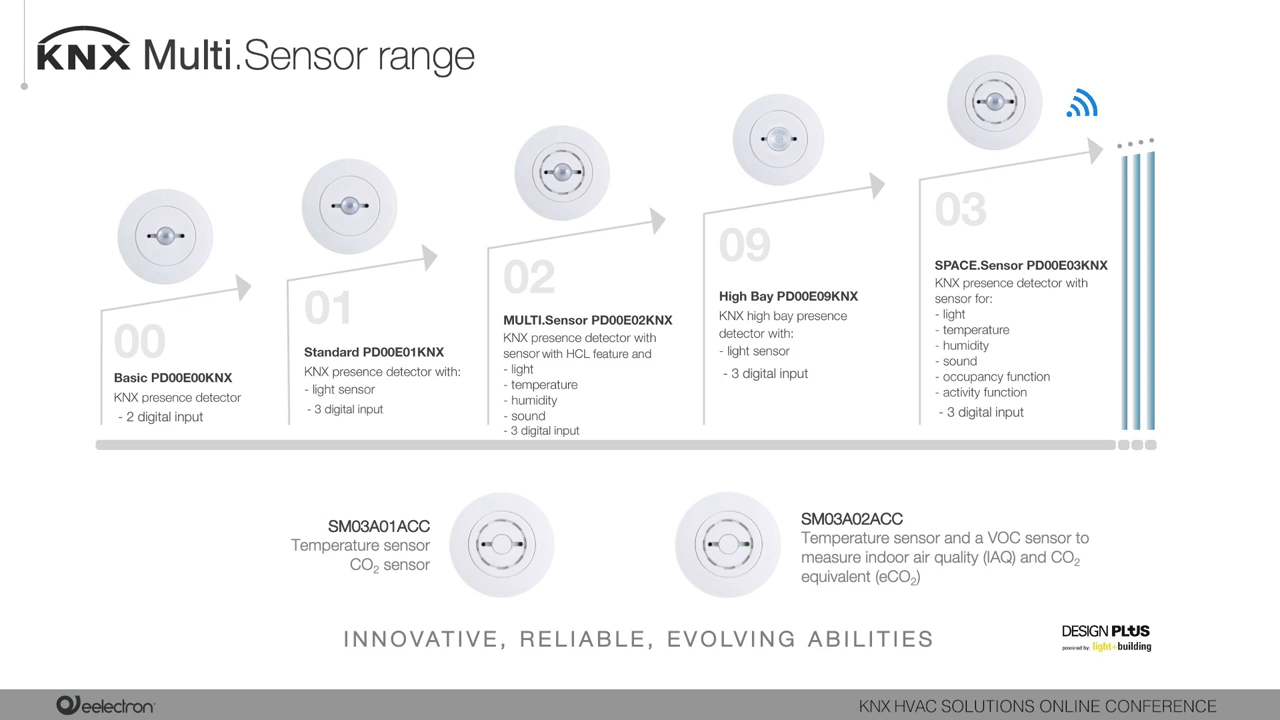 KNX Multi.Sensor range
00
Basic PD00E00KNX
KNX presence detector
- 2 digital input
01
Standard PD00E01KNX
KNX presence detector with:
- light sensor
- 3 digital input
02
MULTI.Sensor PD00E02KNX
KNX presence detector with
sensor with HCL feature and
- light
- temperature
- humidity
- sound
- 3 digital input
09
High Bay PD00E09KNX
KNX high bay presence
detector with:
- light sensor
- 3 digital input
03
SPACE.Sensor PD00E03KNX
KNX presence detector with
sensor for:
- light
- temperature
- humidity
- sound
- occupancy function
- activity function
- 3 digital input
SM03A01ACC
Temperature sensor
CO₂ sensor
SM03A02ACC
Temperature sensor and a VOC sensor to
measure indoor air quality (IAQ) and CO₂
equivalent (eCO₂)
INNOVATIVE, RELIABLE, EVOLVING ABILITIES
DESIGN PLUS
powered by: light+building
eelectron
KNX HVAC SOLUTIONS ONLINE CONFERENCE